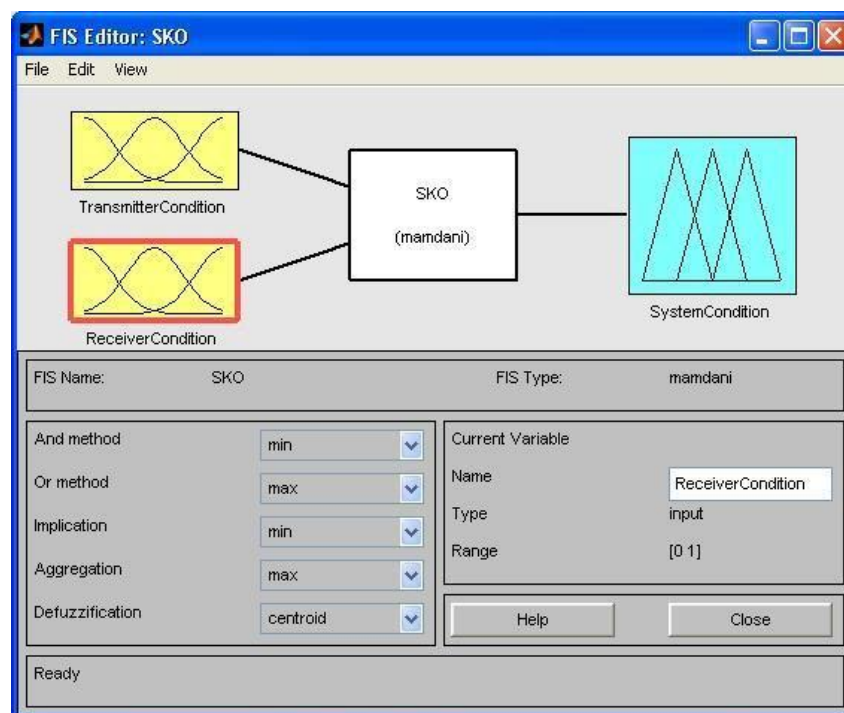 FIS Editor: SKO
File Edit View
TransmitterCondition
ReceiverCondition
SKO
(mamdani)
SystemCondition
FIS Name: SKO FIS Type: mamdani
And method min
Or method max
Implication min
Aggregation max
Defuzzification centroid
Current Variable
Name ReceiverCondition
Type input
Range [0 1]
Help Close
Ready